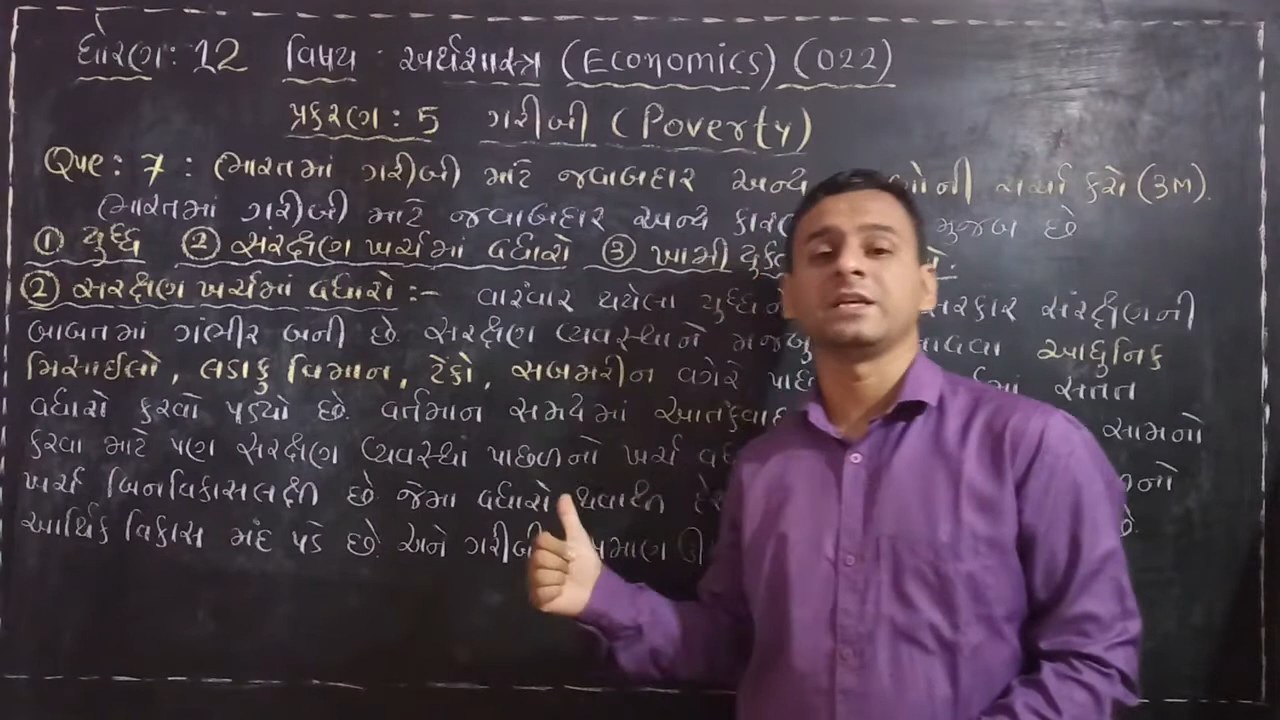 ધોરણ: 12 વિષય : અર્થશાસ્ત્ર (Economics) (022)
પ્રકરણ : 5 ગરીબી (Poverty)
Que : 7 : ભારતમાં ગરીબી માટે જવાબદાર અન્ય ચર્ચા કરો (3M).
ભારતમાં ગરીબી માટે જવાબદાર અન્ય મુજબ છે
① યુદ્ધ ② સંરક્ષણ ખર્ચમાં વધારો ③ ખામી
② સંરક્ષણ ખર્ચમાં વધારો :- વારંવાર થયેલા સરકાર સંરક્ષણની
બાબતમાં ગંભીર બની છે. સંરક્ષણ વ્યવસ્થાને આધુનિક
મિસાઈલો, લડાકુ વિમાન, ટેંકો, સબમરીન વગેરે સતત
વધારો કરવો પડ્યો છે. વર્તમાન સમયમાં સામનો
કરવા માટે પણ સંરક્ષણ વ્યવસ્થા પાછળનો ખર્ચ
ખર્ચ બિનવિકાસલક્ષી છે જેમા વધારો થવાથી
આર્થિક વિકાસ મંદ પડે છે. અને